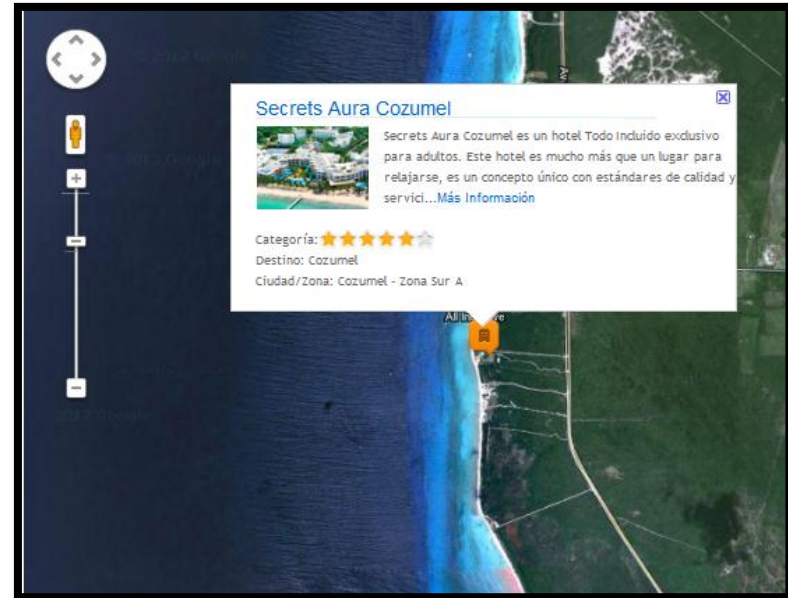 Av
Secrets Aura Cozumel
Secrets Aura Cozumel es un hotel Todo Incluido exclusivo
para adultos. Este hotel es mucho más que un lugar para
relajarse, es un concepto único con estándares de calidad y
servici...Más Información
Categoría:
Destino: Cozumel
Ciudad/Zona: Cozumel - Zona Sur A
All In